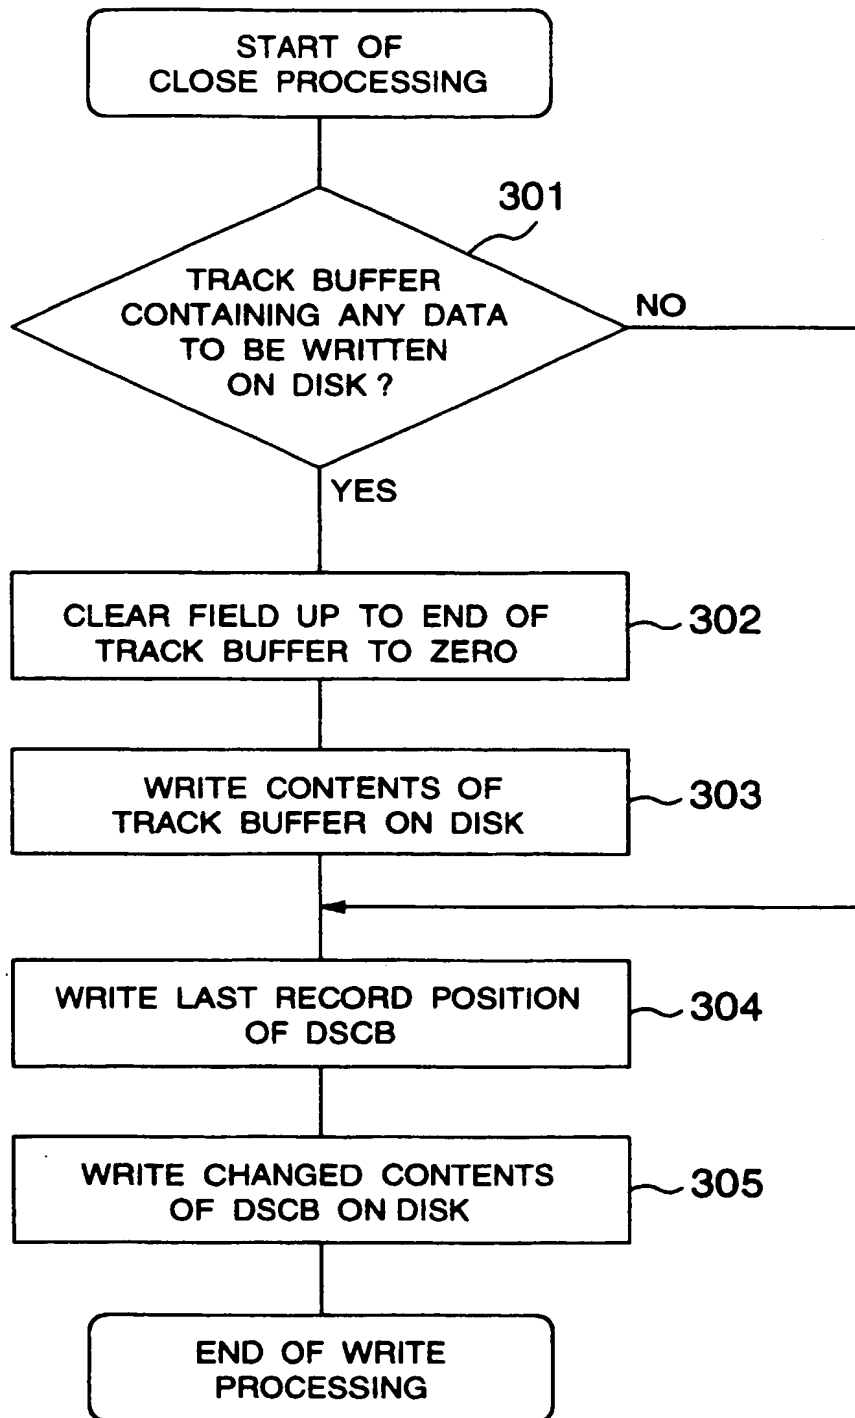 START OF
CLOSE PROCESSING
301
TRACK BUFFER
CONTAINING ANY DATA
TO BE WRITTEN
ON DISK?
NO
YES
CLEAR FIELD UP TO END OF
TRACK BUFFER TO ZERO
302
WRITE CONTENTS OF
TRACK BUFFER ON DISK
303
WRITE LAST RECORD POSITION
OF DSCB
304
WRITE CHANGED CONTENTS
OF DSCB ON DISK
305
END OF WRITE
PROCESSING